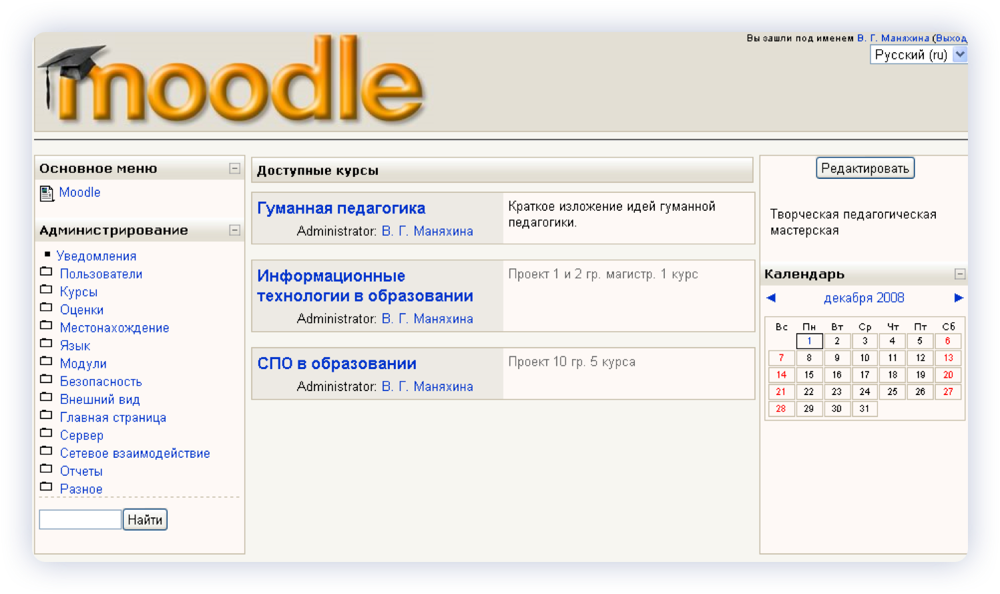 moodle
Вы зашли под именем В. Г. Маняхина (Выход
Русский (ru)
Основное меню
Moodle
Администрирование
Уведомления
Пользователи
Курсы
Оценки
Местонахождение
Язык
Модули
Безопасность
Внешний вид
Главная страница
Сервер
Сетевое взаимодействие
Отчеты
Разное
Найти
Доступные курсы
Гуманная педагогика
Administrator: В. Г. Маняхина
Краткое изложение идей гуманной
педагогики.
Информационные
технологии в образовании
Administrator: В. Г. Маняхина
Проект 1 и 2 гр. магистр. 1 курс
СПО в образовании
Administrator: В. Г. Маняхина
Проект 10 гр. 5 курса
Редактировать
Творческая педагогическая
мастерская
Календарь
декабря 2008
Вс Пн Вт Ср Чт Пт Сб
1 2 3 4 5 6
7 8 9 10 11 12 13
14 15 16 17 18 19 20
21 22 23 24 25 26 27
28 29 30 31